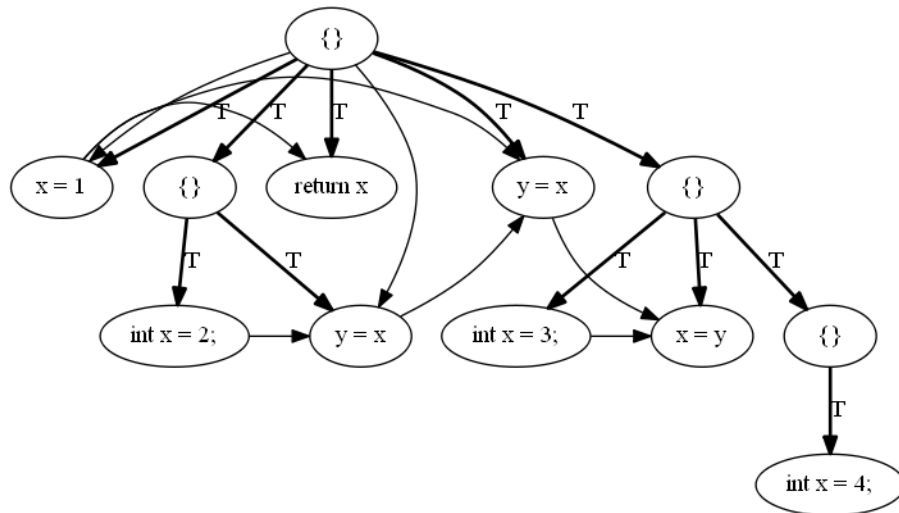 {}
T T T T T
x = 1 {} return x y = x {}
T T T T T
int x = 2; y = x int x = 3; x = y {}
T
int x = 4;